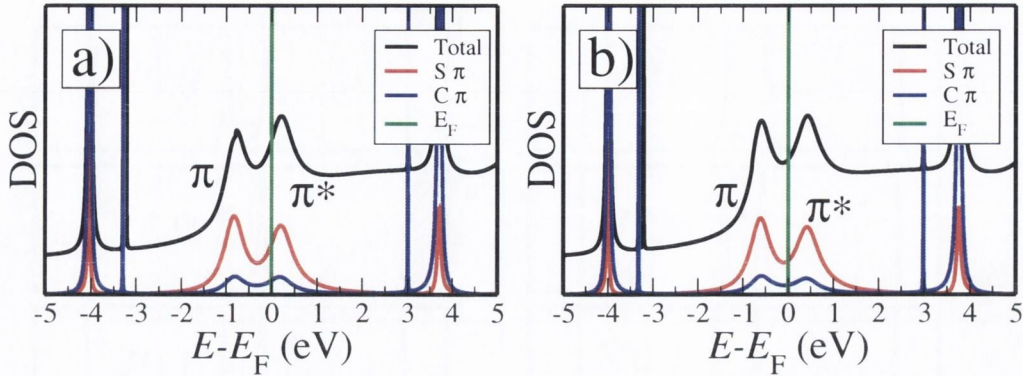 a)
Total
S π
C π
E_F
DOS
π
π*
-5 -4 -3 -2 -1 0 1 2 3 4 5
E-E_F (eV)
b)
Total
S π
C π
E_F
DOS
π
π*
-5 -4 -3 -2 -1 0 1 2 3 4 5
E-E_F (eV)